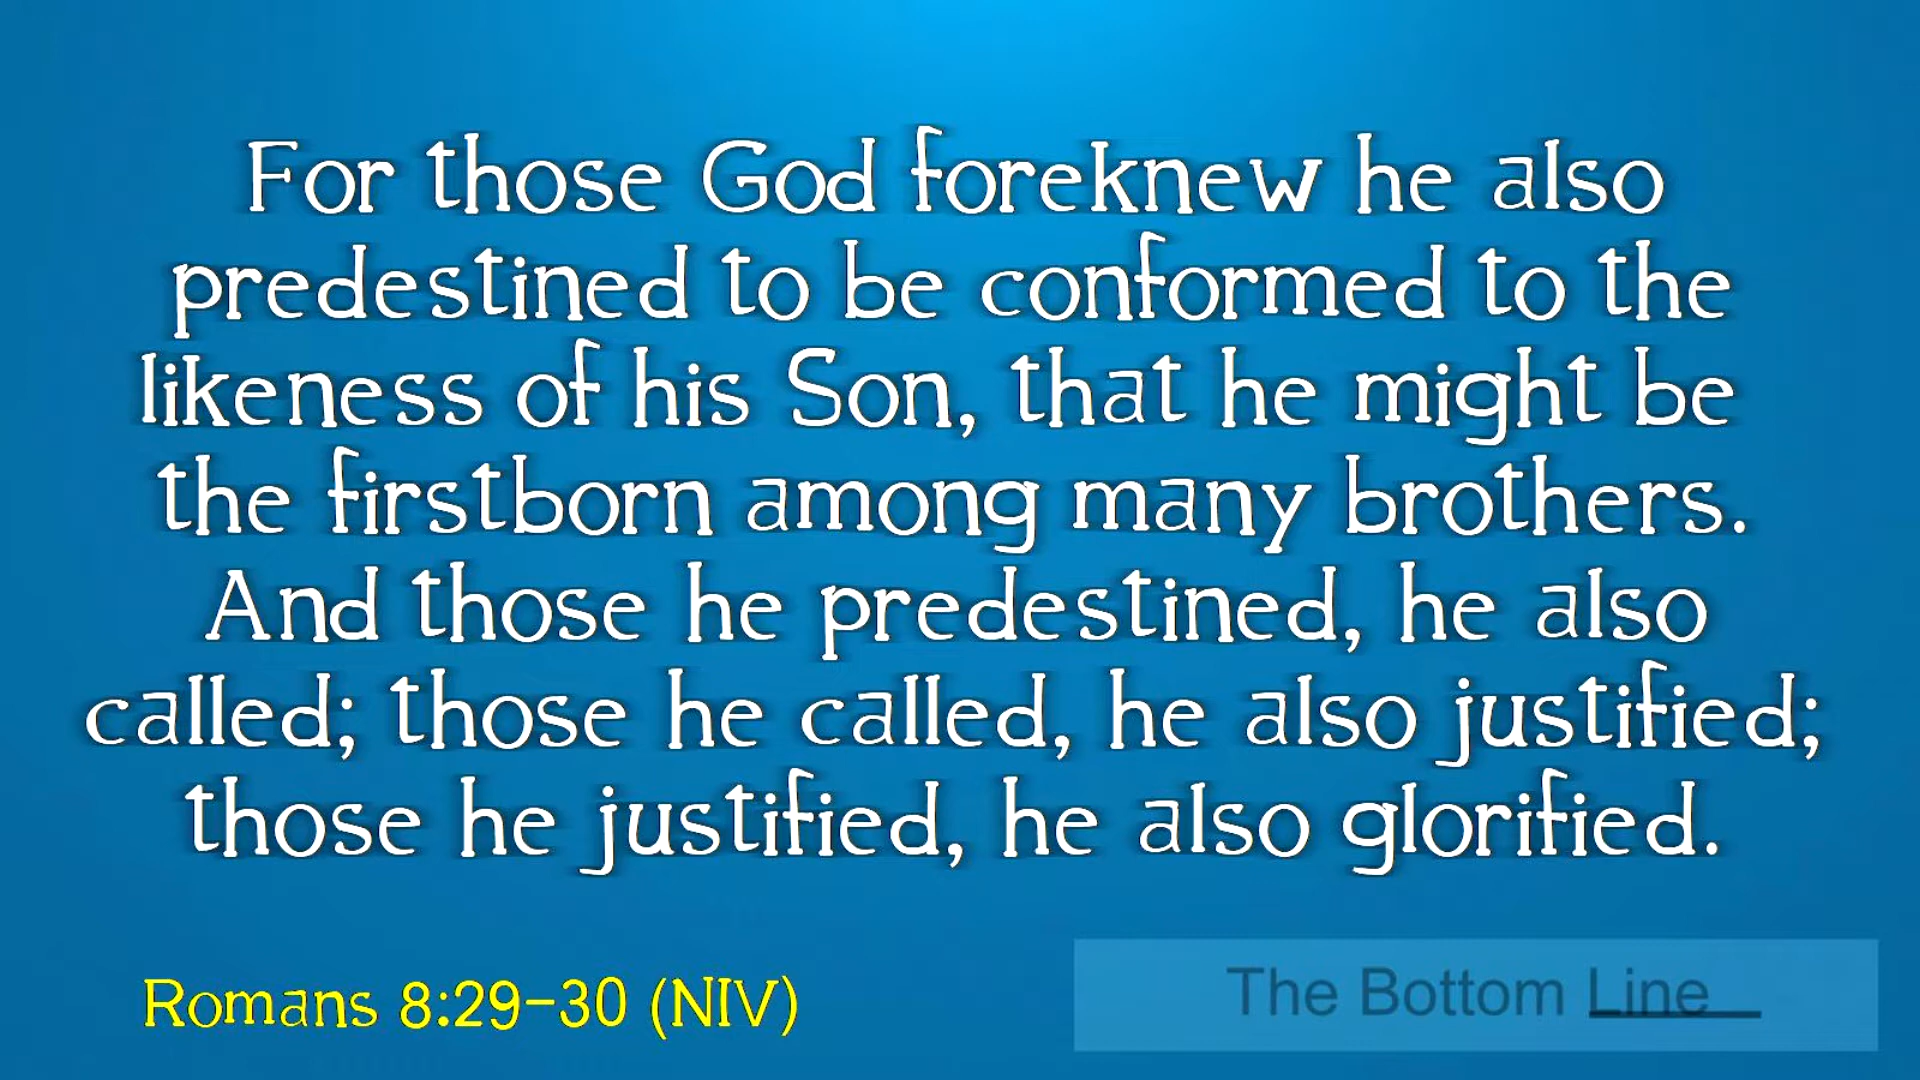 For those God foreknew he also
predestined to be conformed to the
likeness of his Son, that he might be
the firstborn among many brothers.
And those he predestined, he also
called; those he called, he also justified;
those he justified, he also glorified.
Romans 8:29-30 (NIV)
The Bottom Line